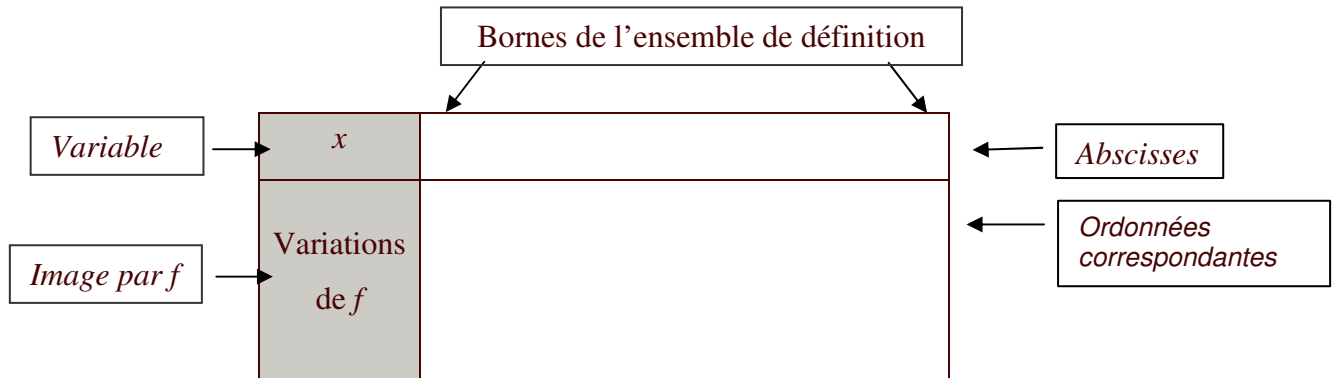 Bornes de l’ensemble de définition
Variable
x
Abscisses
Image par f
Variations
de f
Ordonnées
correspondantes